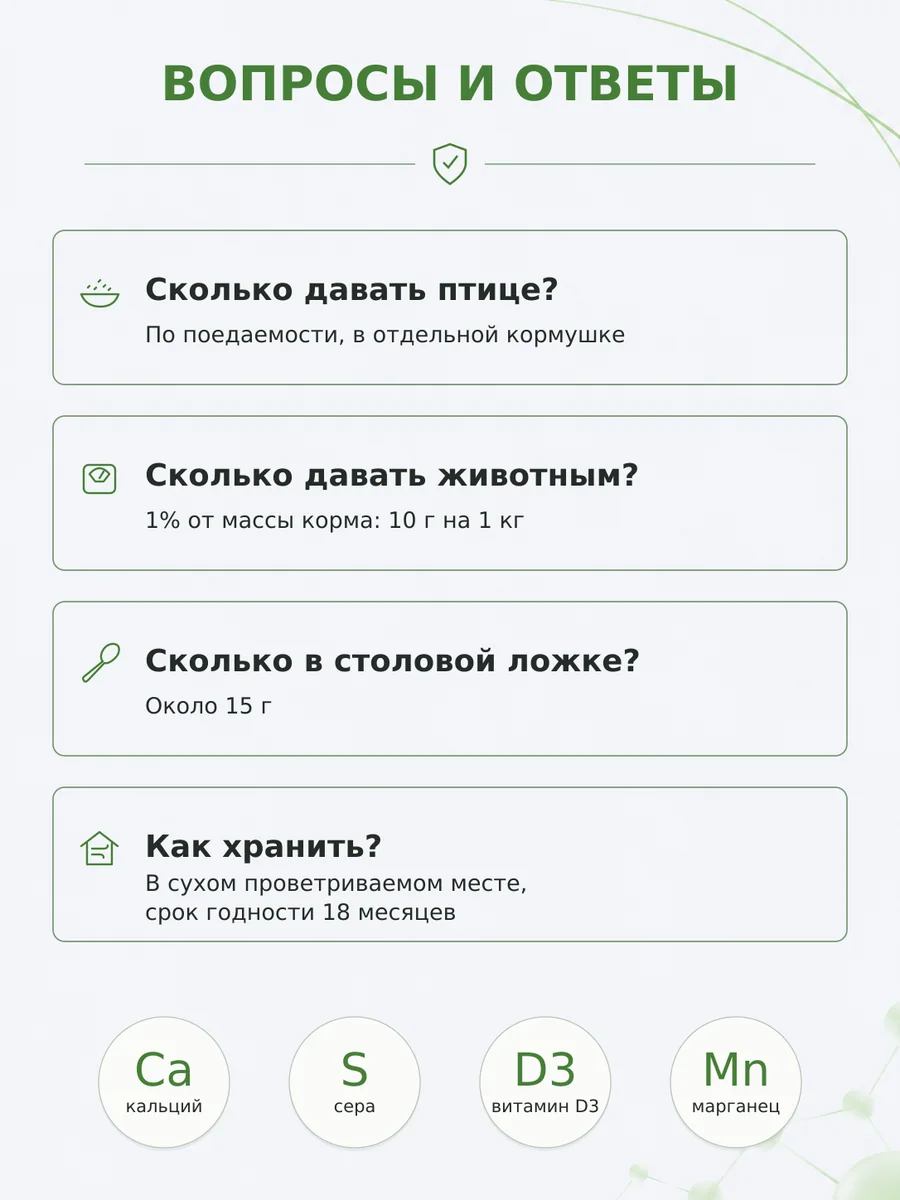 ВОПРОСЫ И ОТВЕТЫ
Сколько давать птице?
По поедаемости, в отдельной кормушке
Сколько давать животным?
1% от массы корма: 10 г на 1 кг
Сколько в столовой ложке?
Около 15 г
Как хранить?
В сухом проветриваемом месте,
срок годности 18 месяцев
Ca
кальций
S
сера
D3
витамин D3
Mn
марганец